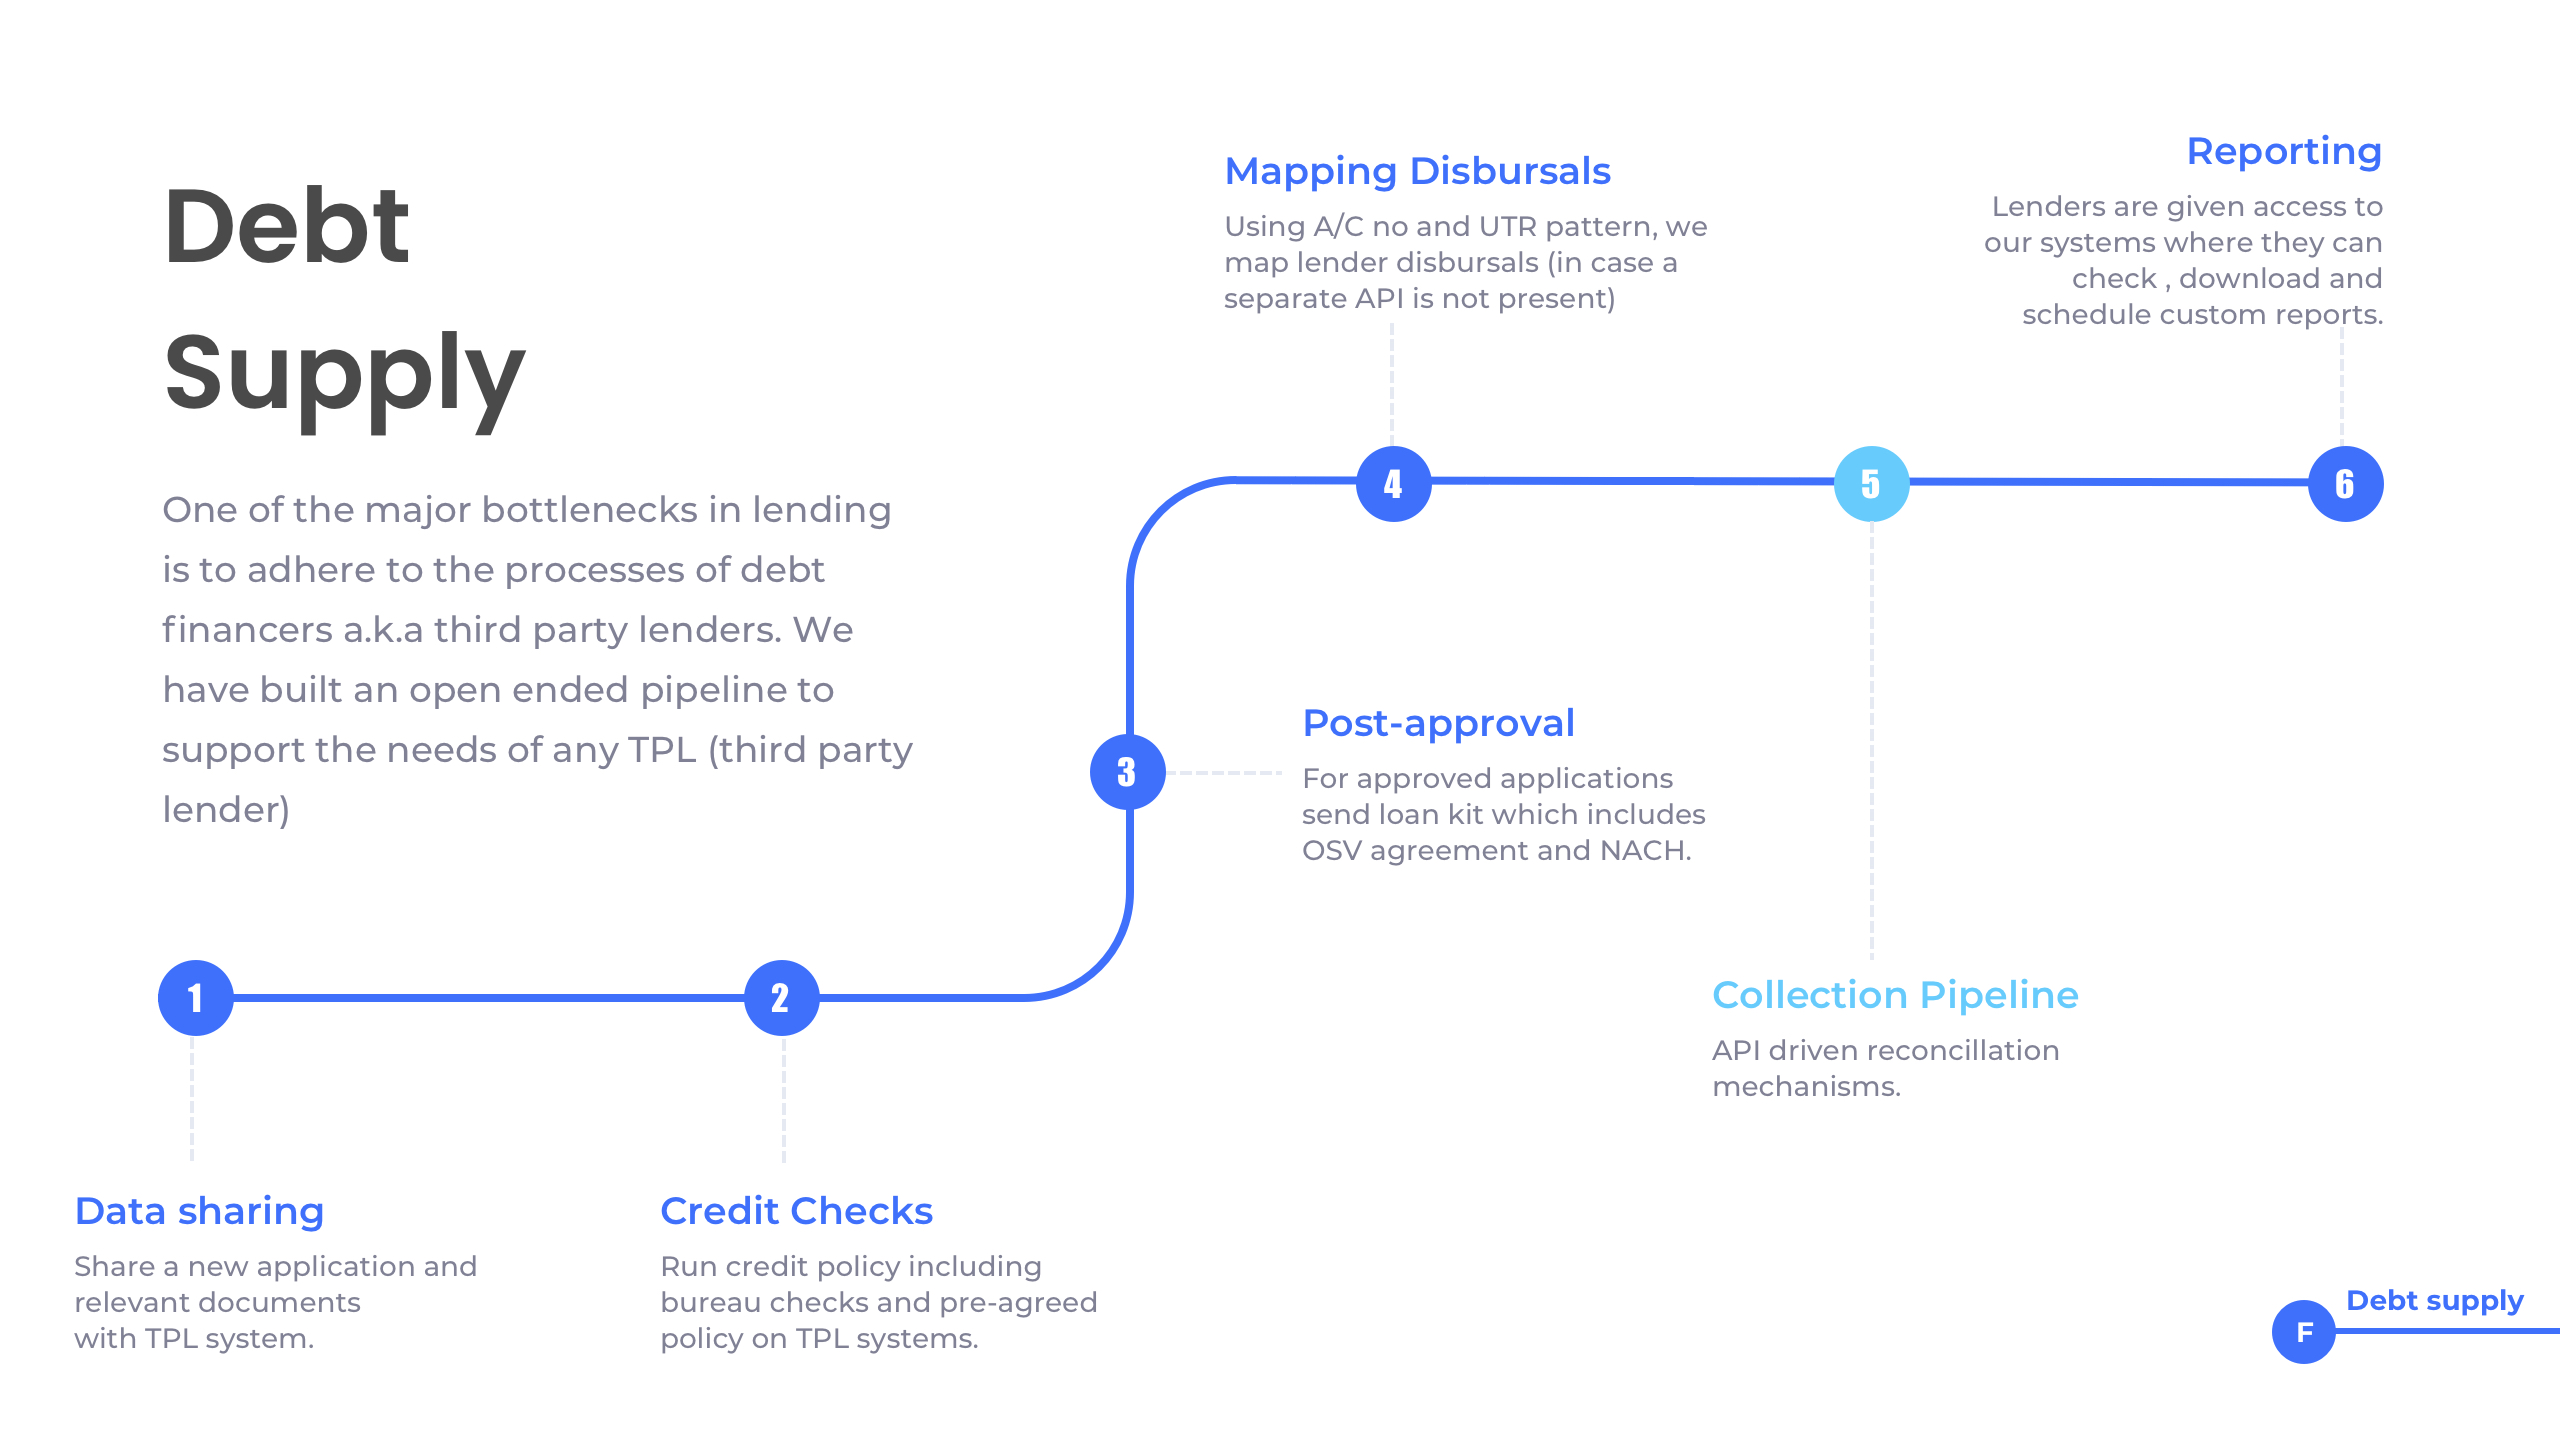 Debt
Supply
One of the major bottlenecks in lending
is to adhere to the processes of debt
financers a.k.a third party lenders. We
have built an open ended pipeline to
support the needs of any TPL (third party
lender)
1
Data sharing
Share a new application and
relevant documents
with TPL system.
2
Credit Checks
Run credit policy including
bureau checks and pre-agreed
policy on TPL systems.
3
Post-approval
For approved applications
send loan kit which includes
OSV agreement and NACH.
Mapping Disbursals
Using A/C no and UTR pattern, we
map lender disbursals (in case a
separate API is not present)
4
5
Collection Pipeline
API driven reconcillation
mechanisms.
Reporting
Lenders are given access to
our systems where they can
check , download and
schedule custom reports.
6
F
Debt supply